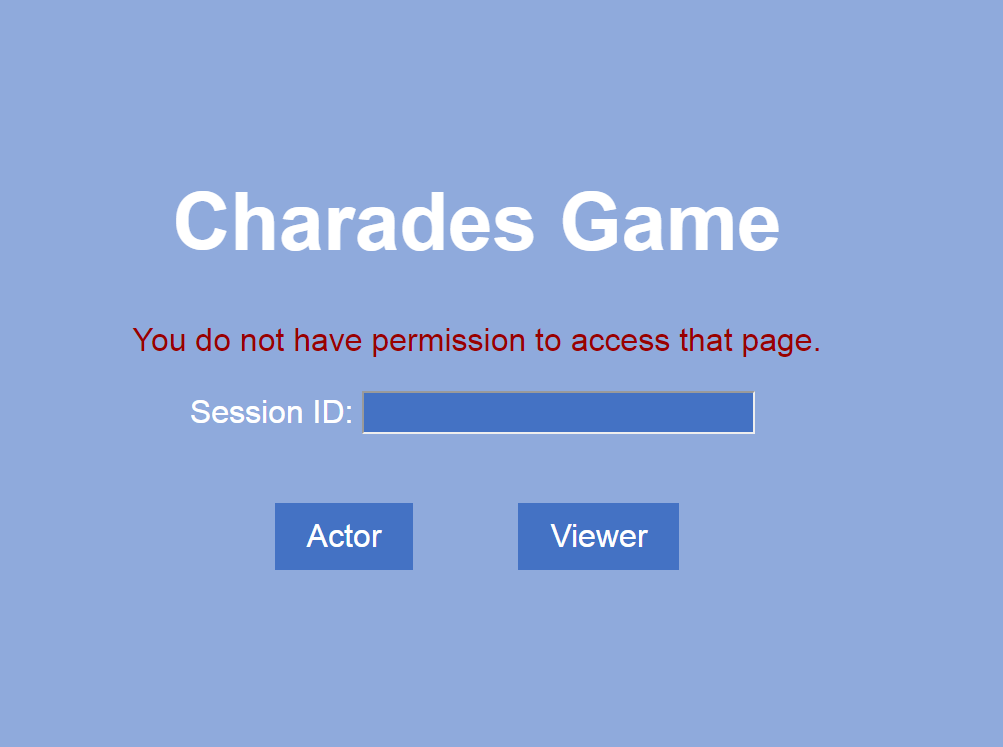 Charades Game
You do not have permission to access that page.
Session ID:
Actor Viewer